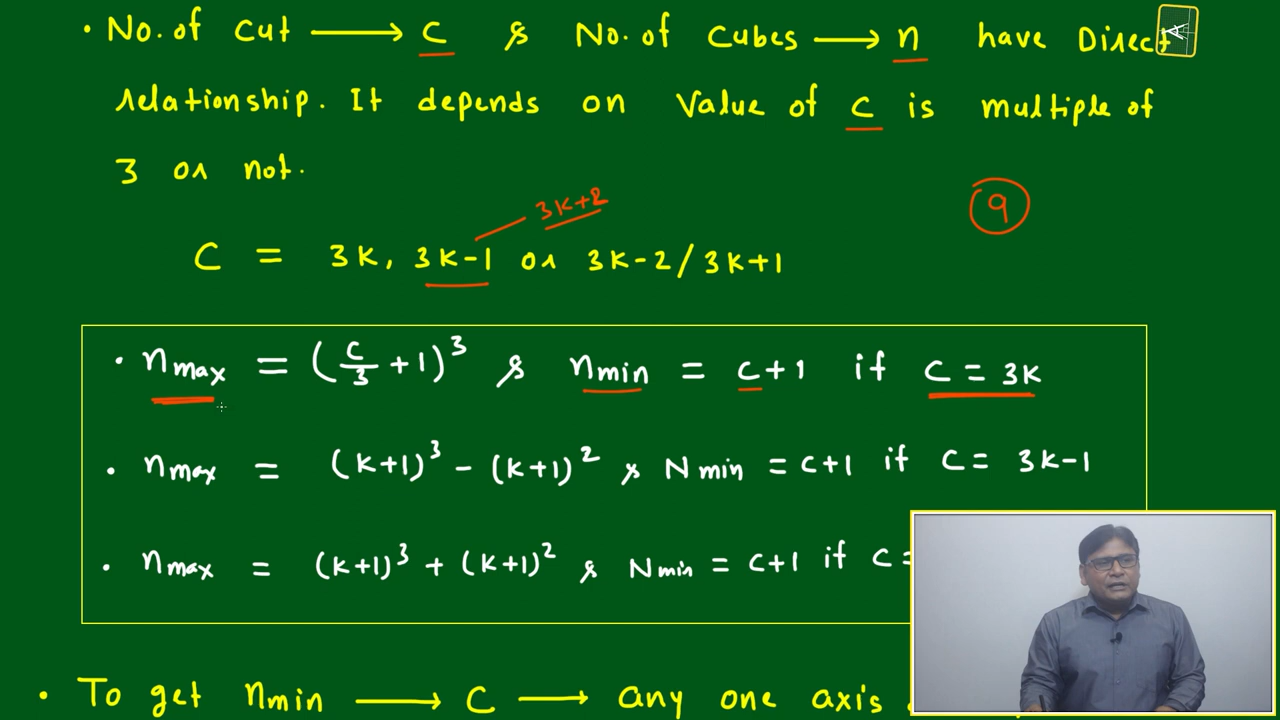 • No. of cut → C & No. of cubes → n have Direct
relationship. It depends on Value of C is multiple of
3 or not.
3K+2
9
C = 3K, 3K-1 or 3K-2/3K+1
• nmax = (C/3 + 1)³ & nmin = C+1 if C = 3K
• nmax = (K+1)³ - (K+1)² & Nmin = C+1 if C = 3K-1
• nmax = (K+1)³ + (K+1)² & Nmin = C+1 if C =
• To get nmin → C → any one axis